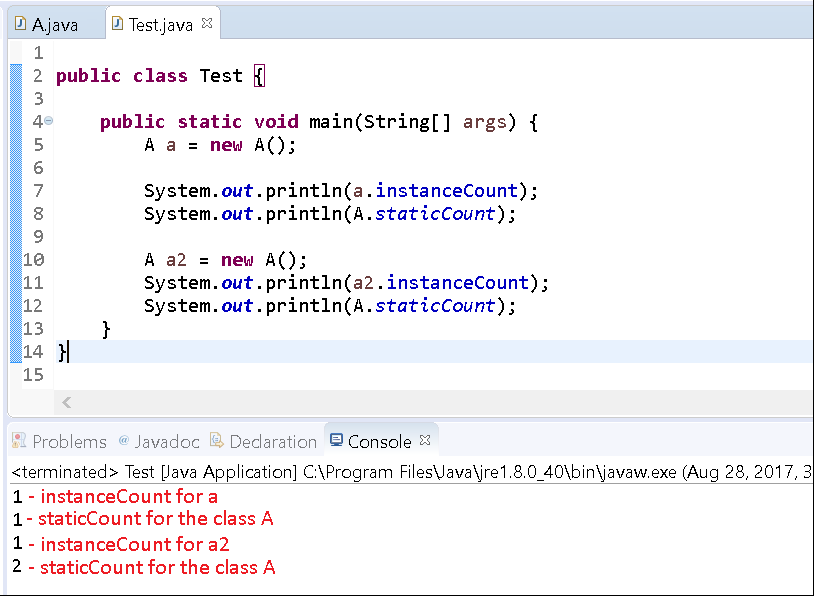 A.java Test.java
1
2 public class Test {
3
4 public static void main(String[] args) {
5 A a = new A();
6
7 System.out.println(a.instanceCount);
8 System.out.println(A.staticCount);
9
10 A a2 = new A();
11 System.out.println(a2.instanceCount);
12 System.out.println(A.staticCount);
13 }
14 }
15
Problems @ Javadoc Declaration Console
<terminated> Test [Java Application] C:\Program Files\Java\jre1.8.0_40\bin\javaw.exe (Aug 28, 2017, 3
1 - instanceCount for a
1 - staticCount for the class A
1 - instanceCount for a2
2 - staticCount for the class A